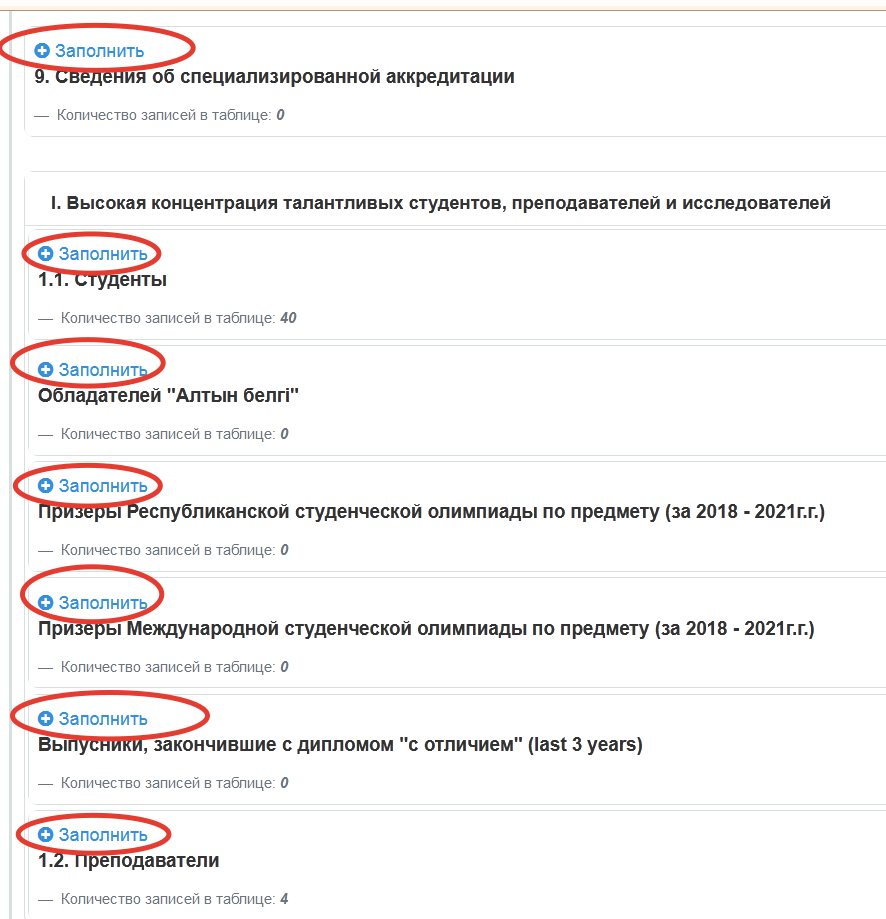 Заполнить
9. Сведения об специализированной аккредитации
— Количество записей в таблице: 0
I. Высокая концентрация талантливых студентов, преподавателей и исследователей
Заполнить
1.1. Студенты
— Количество записей в таблице: 40
Заполнить
Обладателей "Алтын белгі"
— Количество записей в таблице: 0
Заполнить
Призеры Республиканской студенческой олимпиады по предмету (за 2018 - 2021г.г.)
— Количество записей в таблице: 0
Заполнить
Призеры Международной студенческой олимпиады по предмету (за 2018 - 2021г.г.)
— Количество записей в таблице: 0
Заполнить
Выпусники, закончившие с дипломом "с отличием" (last 3 years)
— Количество записей в таблице: 0
Заполнить
1.2. Преподаватели
— Количество записей в таблице: 4